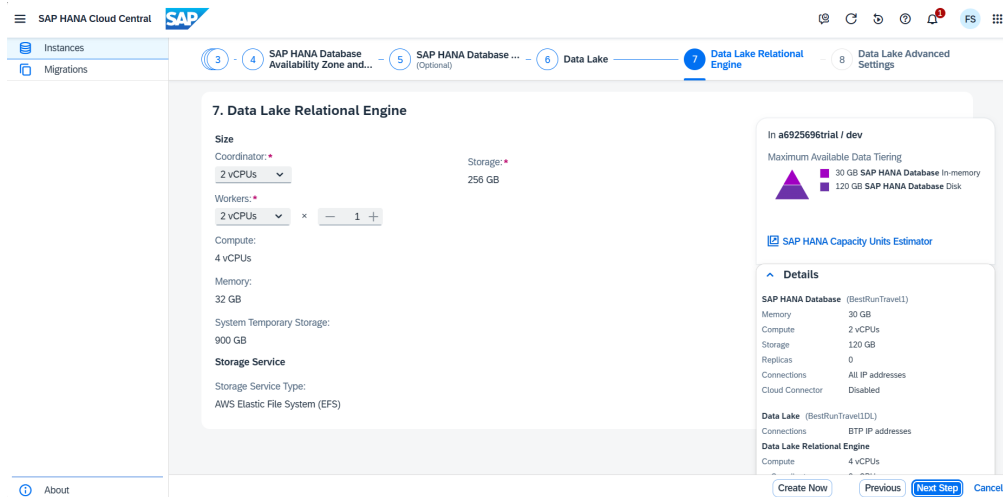 SAP HANA Cloud Central
SAP
1
FS
Instances
Migrations
3
4
SAP HANA Database
Availability Zone and...
5
SAP HANA Database ...
(Optional)
6
Data Lake
7
Data Lake Relational
Engine
8
Data Lake Advanced
Settings
7. Data Lake Relational Engine
Size
Coordinator:*
2 vCPUs
Storage:*
256 GB
Workers:*
2 vCPUs × — 1 +
Compute:
4 vCPUs
Memory:
32 GB
System Temporary Storage:
900 GB
Storage Service
Storage Service Type:
AWS Elastic File System (EFS)
In a6925696trial / dev
Maximum Available Data Tiering
30 GB SAP HANA Database In-memory
120 GB SAP HANA Database Disk
SAP HANA Capacity Units Estimator
Details
SAP HANA Database (BestRunTravel1)
Memory 30 GB
Compute 2 vCPUs
Storage 120 GB
Replicas 0
Connections All IP addresses
Cloud Connector Disabled
Data Lake (BestRunTravel1DL)
Connections BTP IP addresses
Data Lake Relational Engine
Compute 4 vCPUs
About
Create Now
Previous
Next Step
Cancel